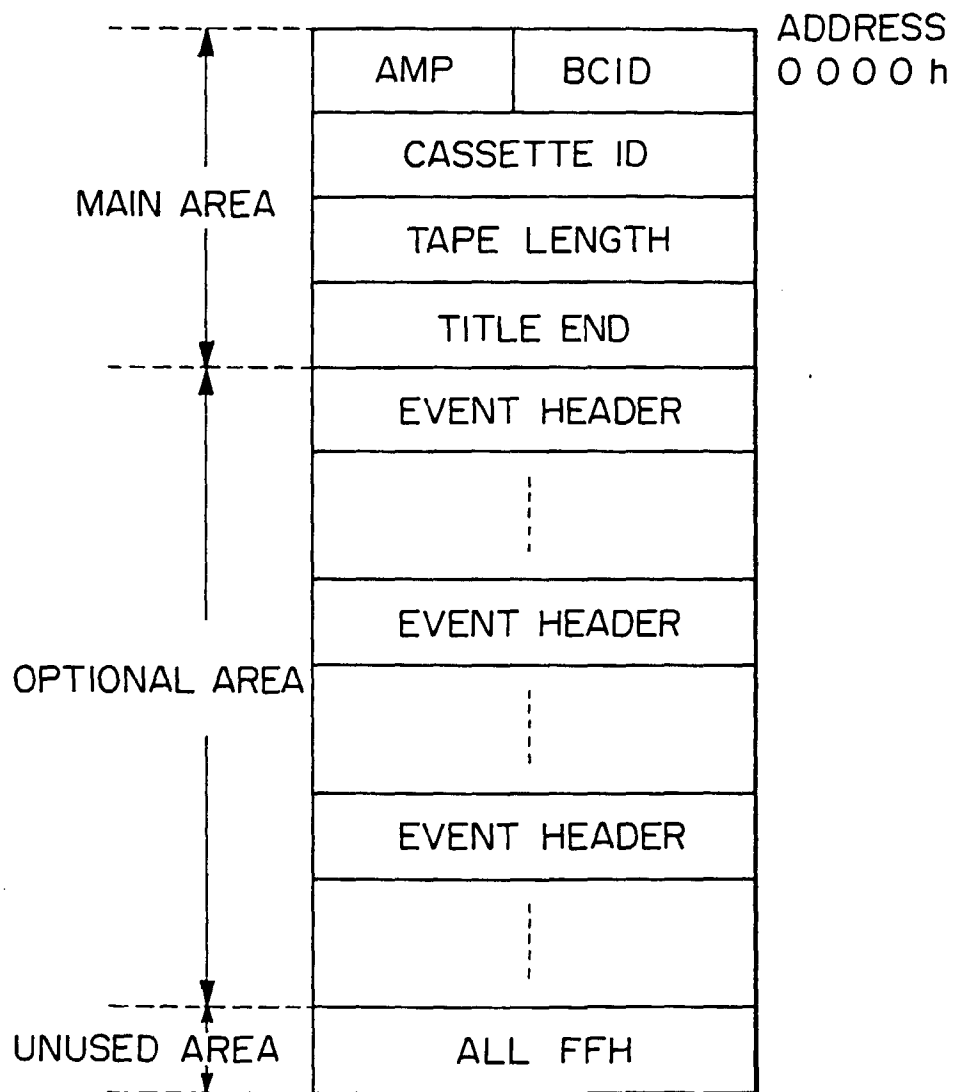 ADDRESS
AMP BCID 0000h
CASSETTE ID
MAIN AREA
TAPE LENGTH
TITLE END
EVENT HEADER
EVENT HEADER
OPTIONAL AREA
EVENT HEADER
UNUSED AREA ALL FFH